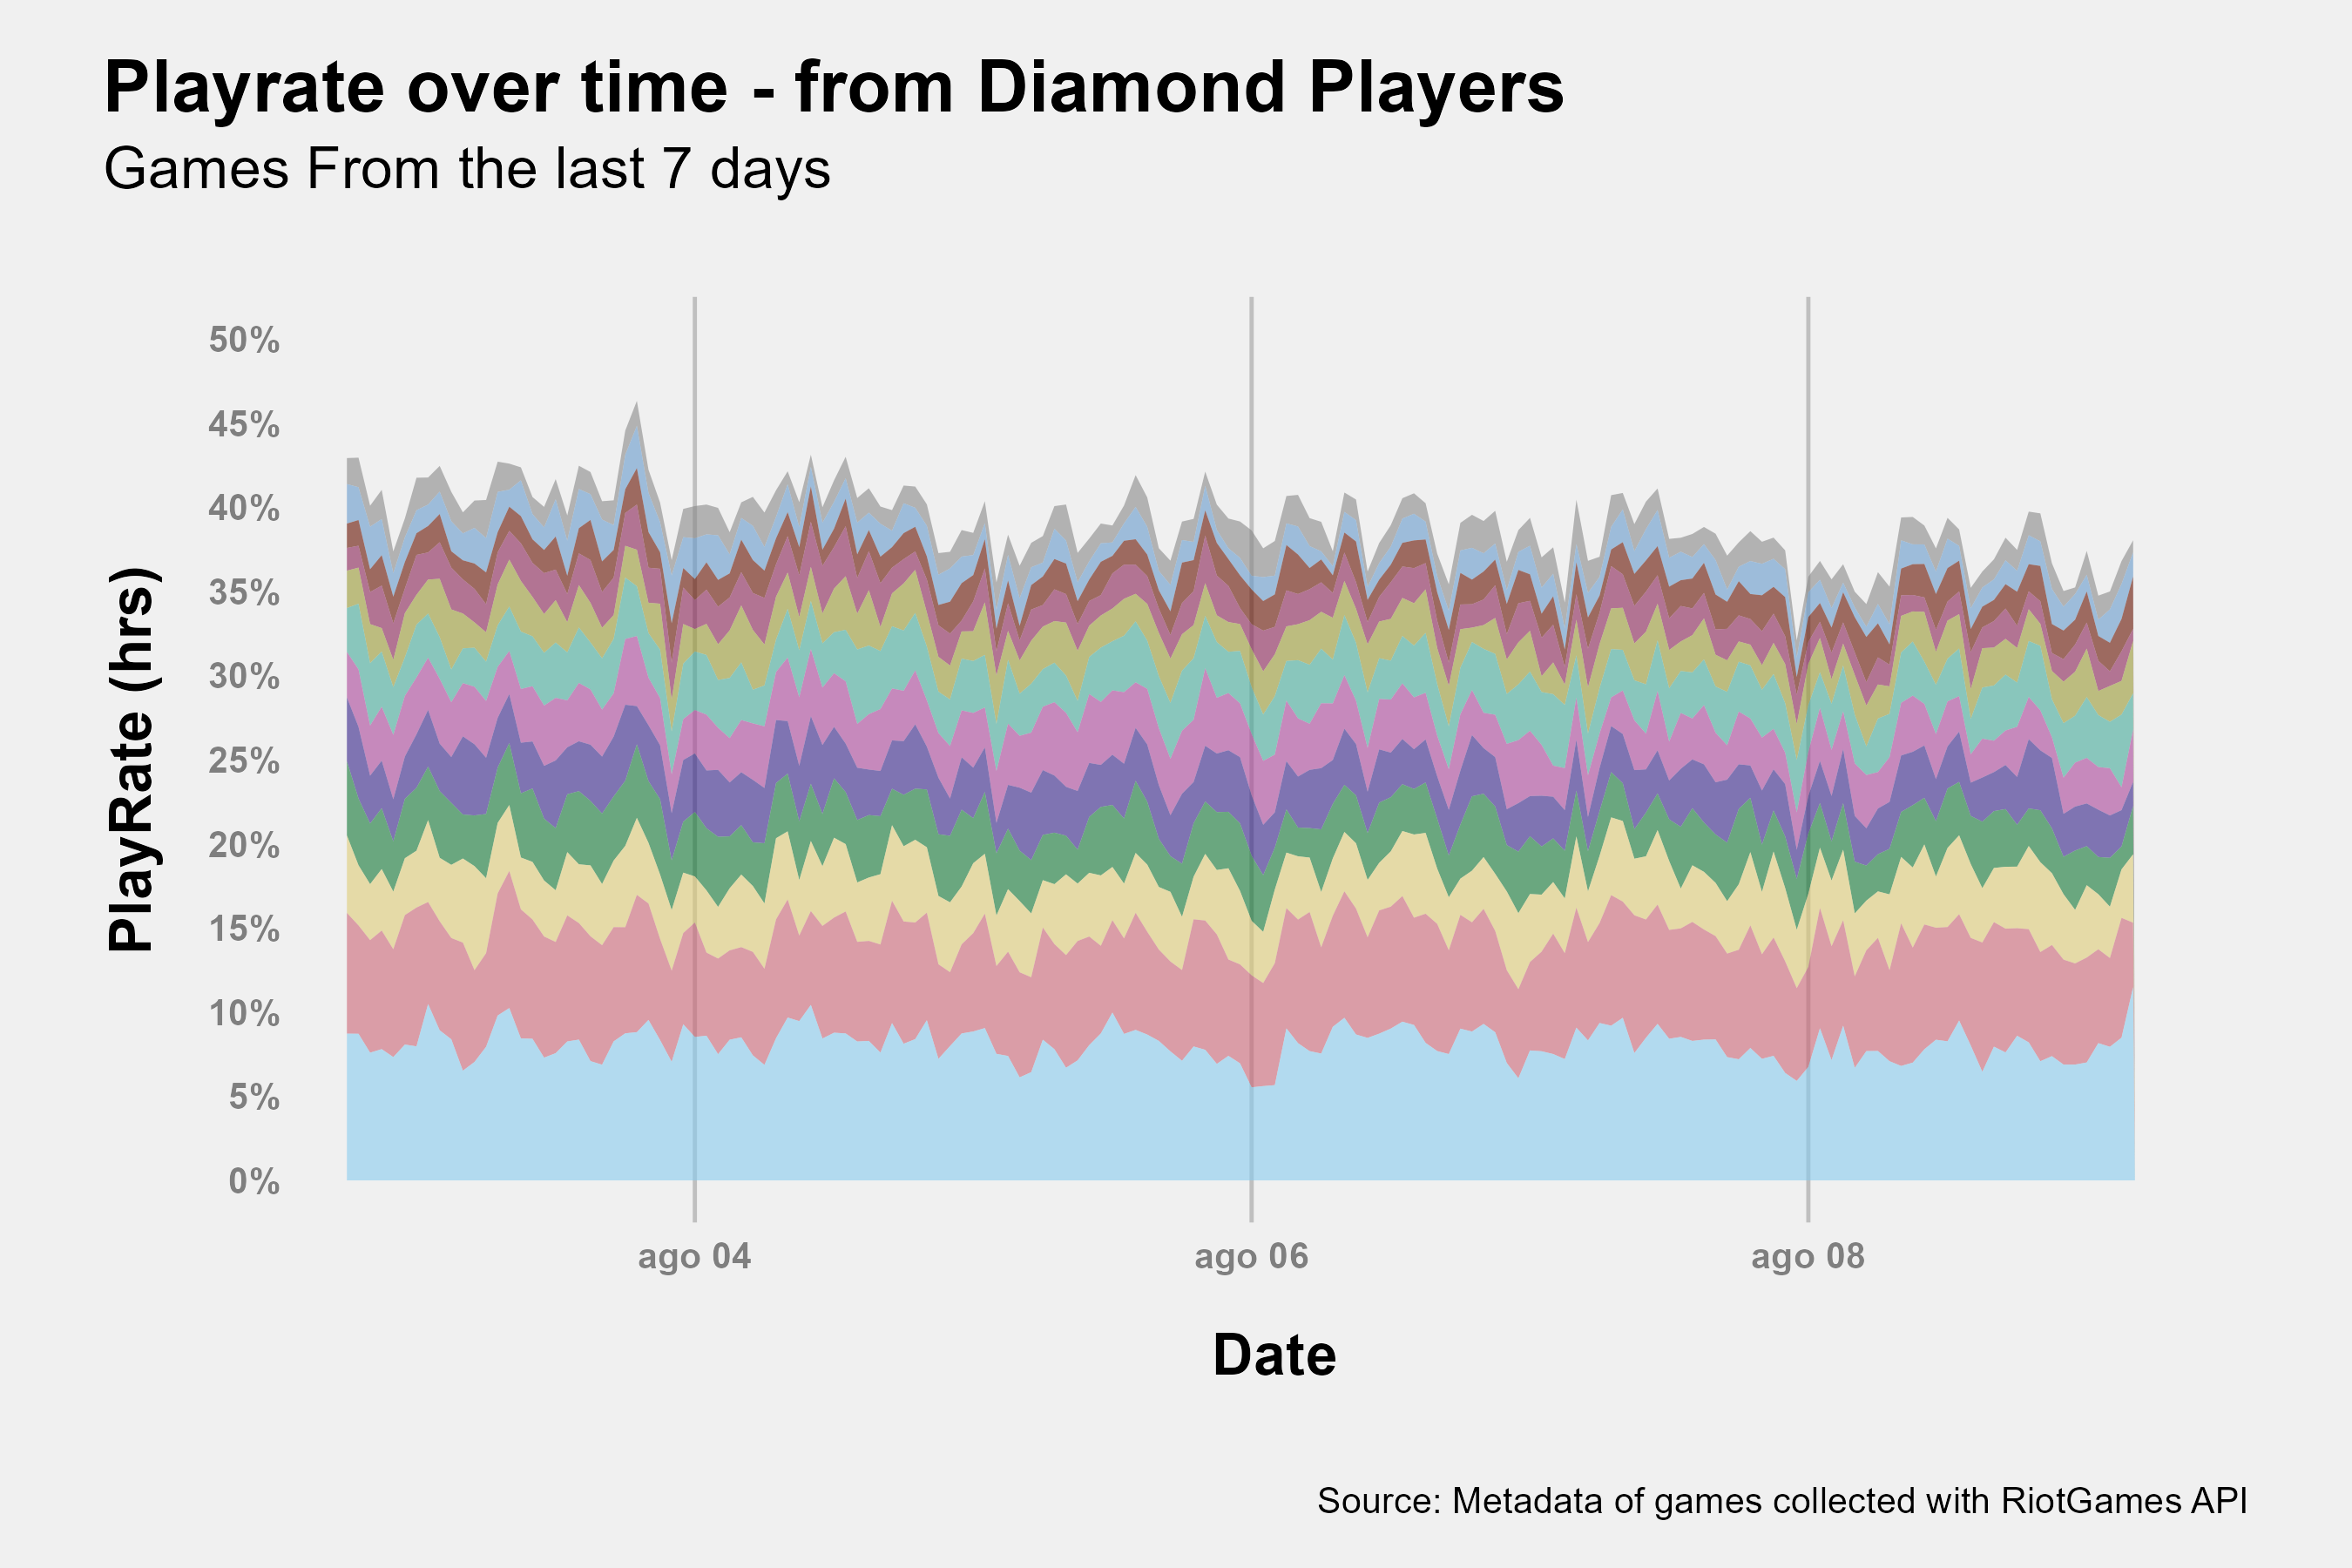 Playrate over time - from Diamond Players
Games From the last 7 days
PlayRate (hrs)
50%
45%
40%
35%
30%
25%
20%
15%
10%
5%
0%
ago 04
ago 06
ago 08
Date
Source: Metadata of games collected with RiotGames API